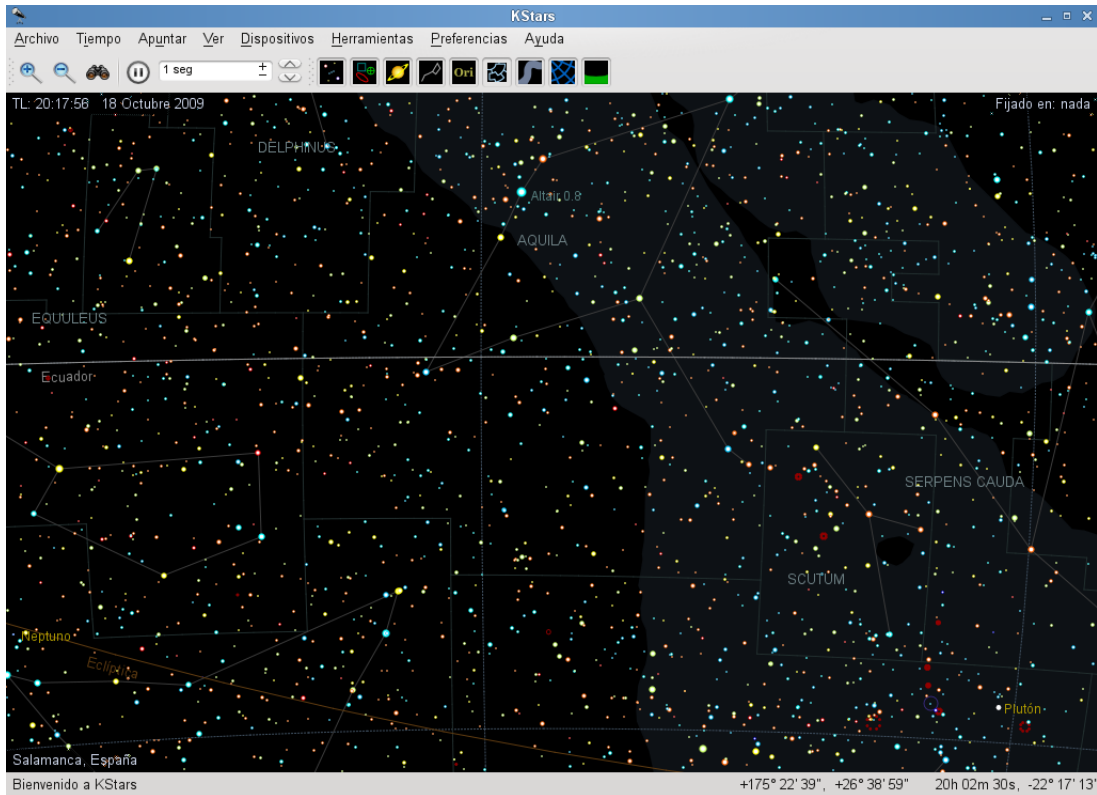 KStars
Archivo Tiempo Apuntar Ver Dispositivos Herramientas Preferencias Ayuda
1 seg
Ori
TL: 20:17:56 18 Octubre 2009
Fijado en: nada
DELPHINUS
Altair 0.8
AQUILA
EQUULEUS
Ecuador
SERPENS CAUDA
SCUTUM
Neptuno
Eclíptica
Plutón
Salamanca, España
Bienvenido a KStars
+175° 22' 39", +26° 38' 59" 20h 02m 30s, -22° 17' 13"